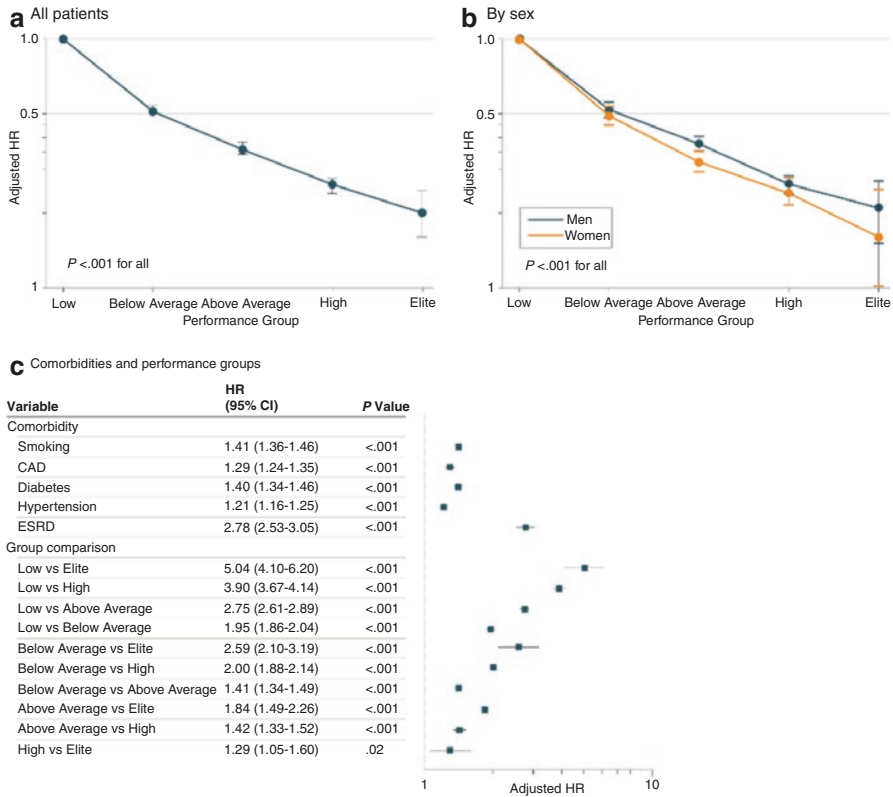 a All patients
1.0
0.5
1
Adjusted HR
P <.001 for all
Low Below Average Above Average High Elite
Performance Group
b By sex
1.0
0.5
1
Adjusted HR
Men
Women
P <.001 for all
Low Below Average Above Average High Elite
Performance Group
c Comorbidities and performance groups
Variable HR (95% CI) P Value
Comorbidity
Smoking 1.41 (1.36-1.46) <.001
CAD 1.29 (1.24-1.35) <.001
Diabetes 1.40 (1.34-1.46) <.001
Hypertension 1.21 (1.16-1.25) <.001
ESRD 2.78 (2.53-3.05) <.001
Group comparison
Low vs Elite 5.04 (4.10-6.20) <.001
Low vs High 3.90 (3.67-4.14) <.001
Low vs Above Average 2.75 (2.61-2.89) <.001
Low vs Below Average 1.95 (1.86-2.04) <.001
Below Average vs Elite 2.59 (2.10-3.19) <.001
Below Average vs High 2.00 (1.88-2.14) <.001
Below Average vs Above Average 1.41 (1.34-1.49) <.001
Above Average vs Elite 1.84 (1.49-2.26) <.001
Above Average vs High 1.42 (1.33-1.52) <.001
High vs Elite 1.29 (1.05-1.60) .02
1 10
Adjusted HR